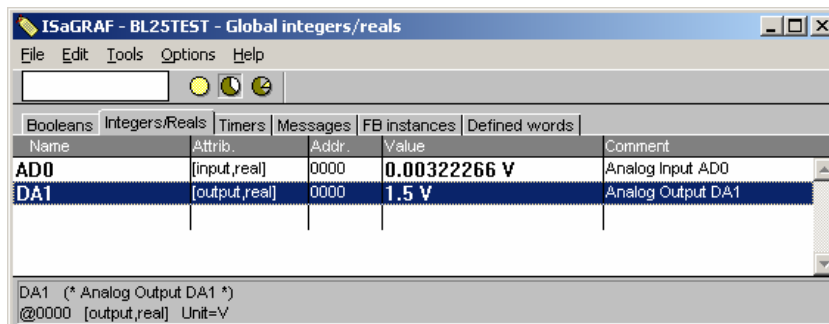 ISaGRAF - BL25TEST - Global integers/reals
File Edit Tools Options Help
Booleans Integers/Reals Timers Messages FB instances Defined words
Name Attrib. Addr. Value Comment
AD0 [input,real] 0000 0.00322266 V Analog Input AD0
DA1 [output,real] 0000 1.5 V Analog Output DA1
DA1 (* Analog Output DA1 *)
@0000 [output,real] Unit=V